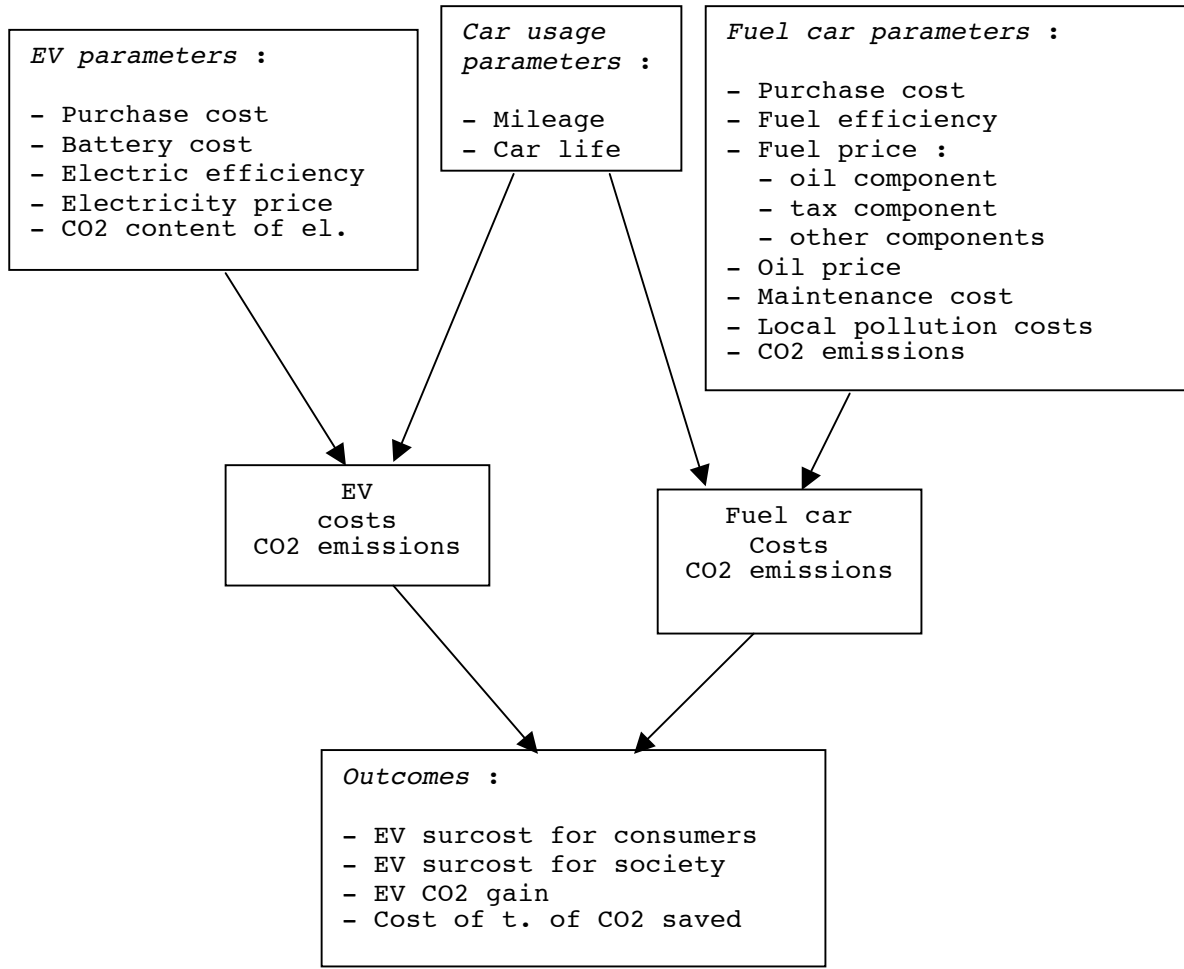 EV parameters :
- Purchase cost
- Battery cost
- Electric efficiency
- Electricity price
- CO2 content of el.
Car usage
parameters :
- Mileage
- Car life
Fuel car parameters :
- Purchase cost
- Fuel efficiency
- Fuel price :
- oil component
- tax component
- other components
- Oil price
- Maintenance cost
- Local pollution costs
- CO2 emissions
EV
costs
CO2 emissions
Fuel car
Costs
CO2 emissions
Outcomes :
- EV surcost for consumers
- EV surcost for society
- EV CO2 gain
- Cost of t. of CO2 saved